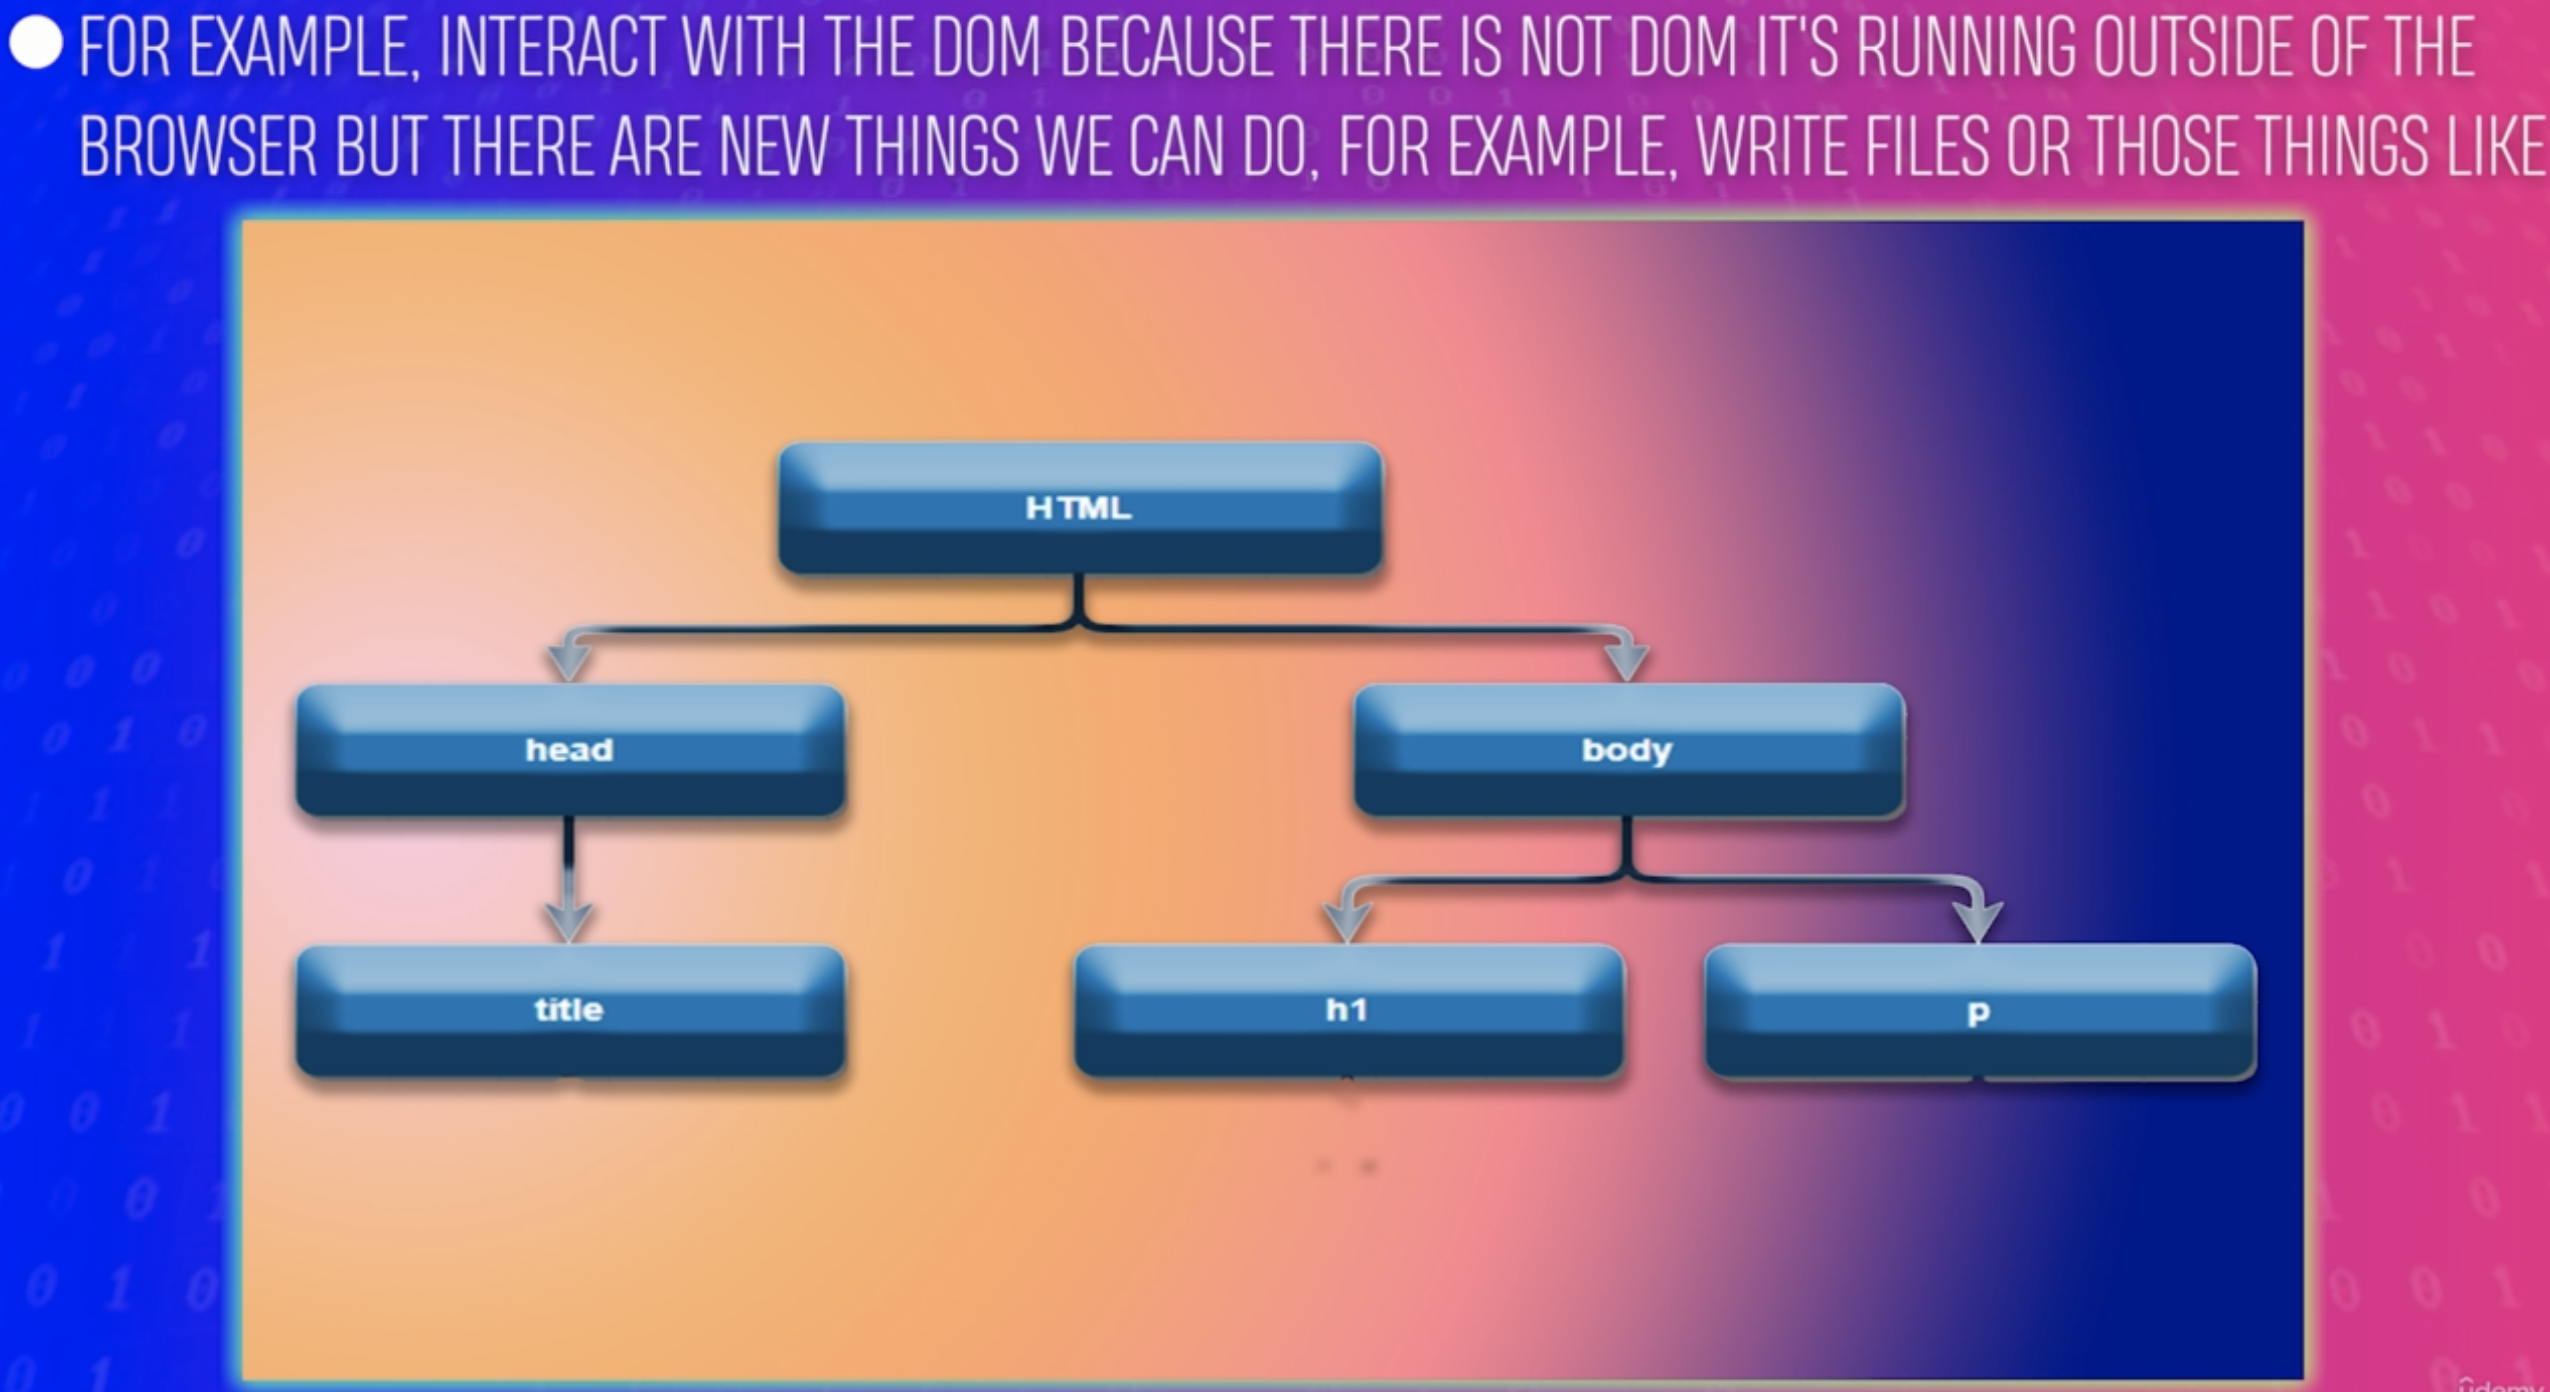 FOR EXAMPLE, INTERACT WITH THE DOM BECAUSE THERE IS NOT DOM IT'S RUNNING OUTSIDE OF THE
BROWSER BUT THERE ARE NEW THINGS WE CAN DO, FOR EXAMPLE, WRITE FILES OR THOSE THINGS LIKE
HTML
head
body
title
h1
p